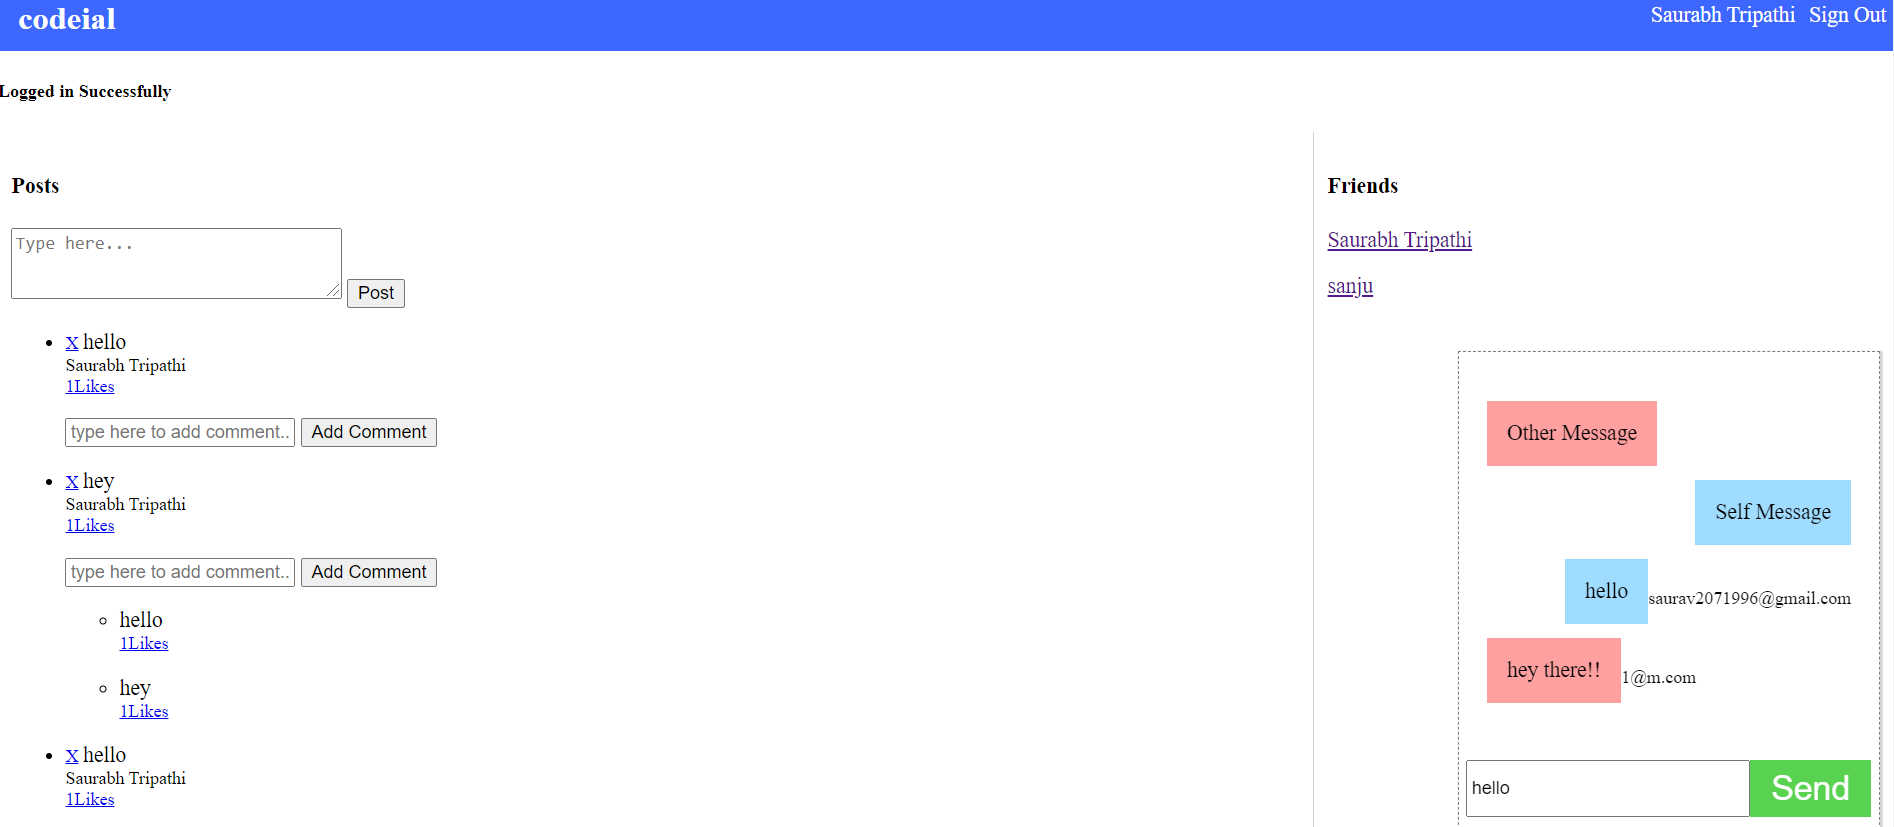 codeial
Saurabh Tripathi Sign Out
Logged in Successfully
Posts
Type here...
Post
X hello
Saurabh Tripathi
1Likes
type here to add comment.. Add Comment
X hey
Saurabh Tripathi
1Likes
type here to add comment.. Add Comment
hello
1Likes
hey
1Likes
X hello
Saurabh Tripathi
1Likes
Friends
Saurabh Tripathi
sanju
Other Message
Self Message
hello saurav2071996@gmail.com
hey there!! 1@m.com
hello Send